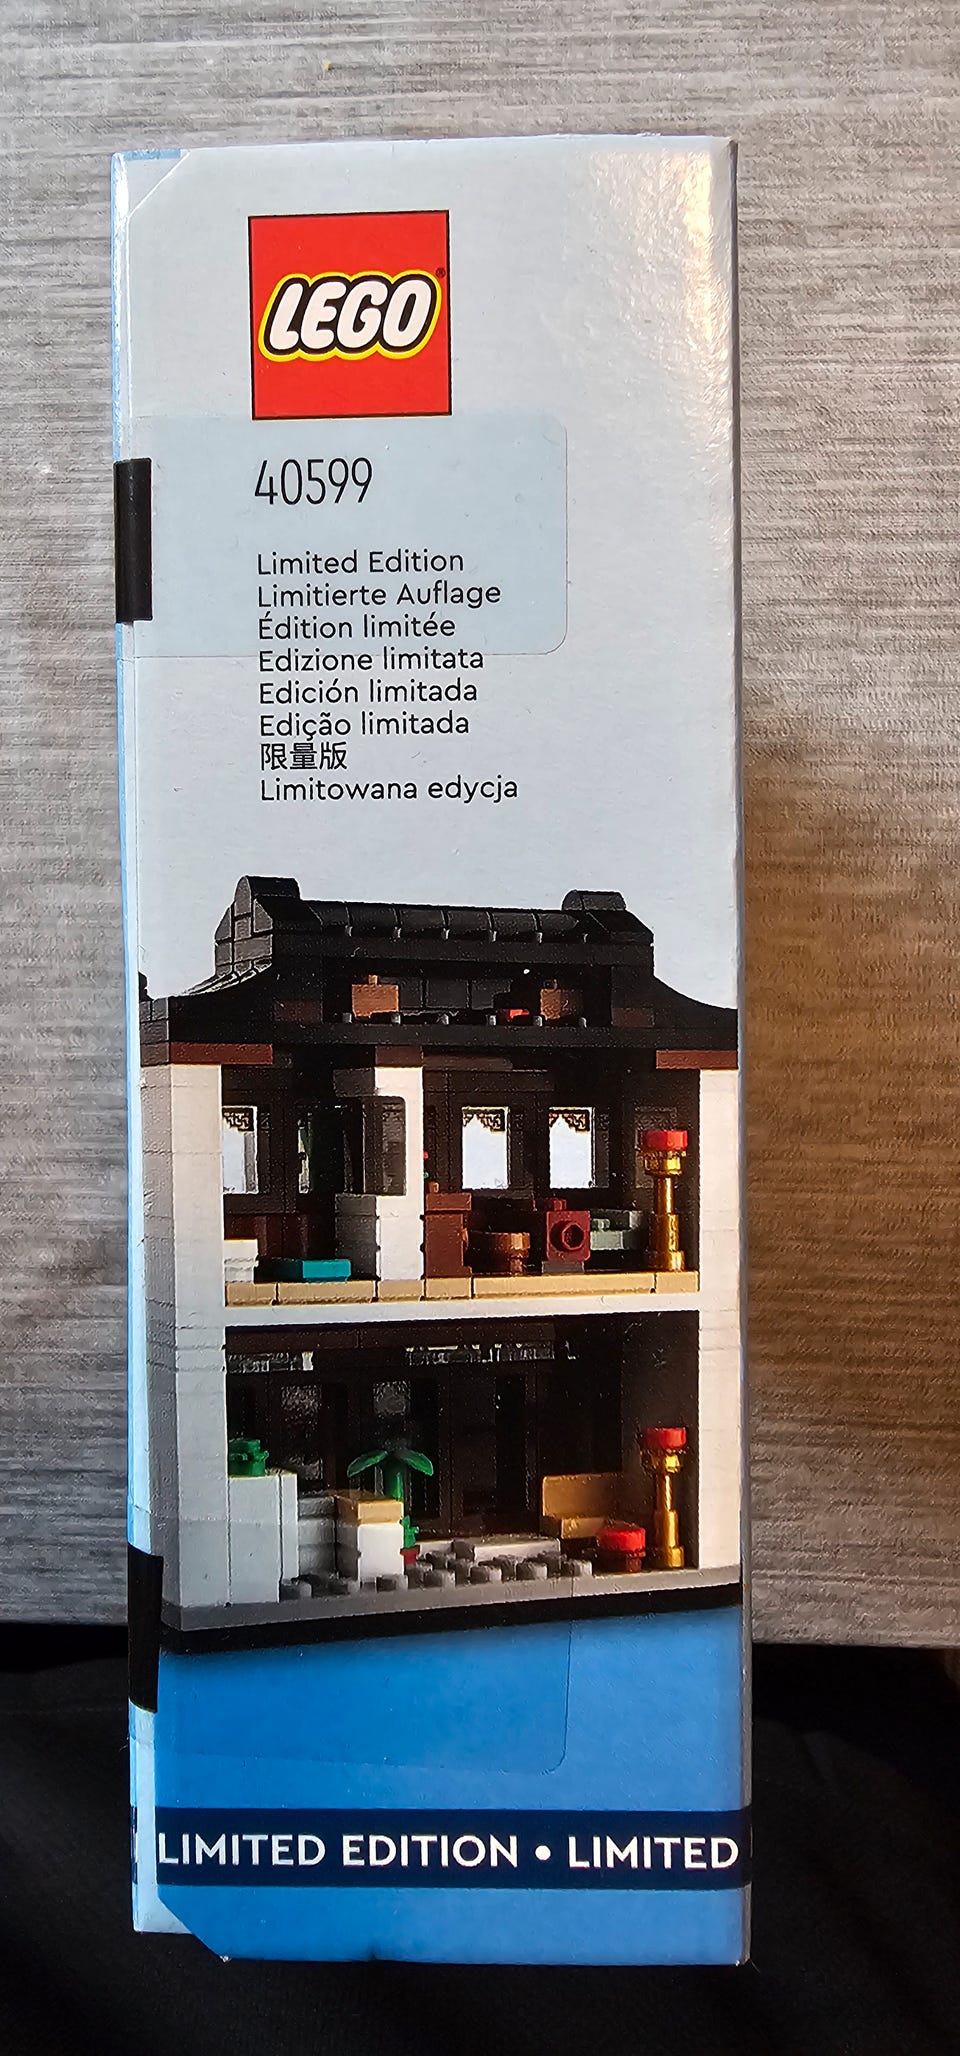 LEGO®
40599
Limited Edition
Limitierte Auflage
Édition limitée
Edizione limitata
Edición limitada
Edição limitada
限量版
Limitowana edycja
LIMITED EDITION • LIMITED